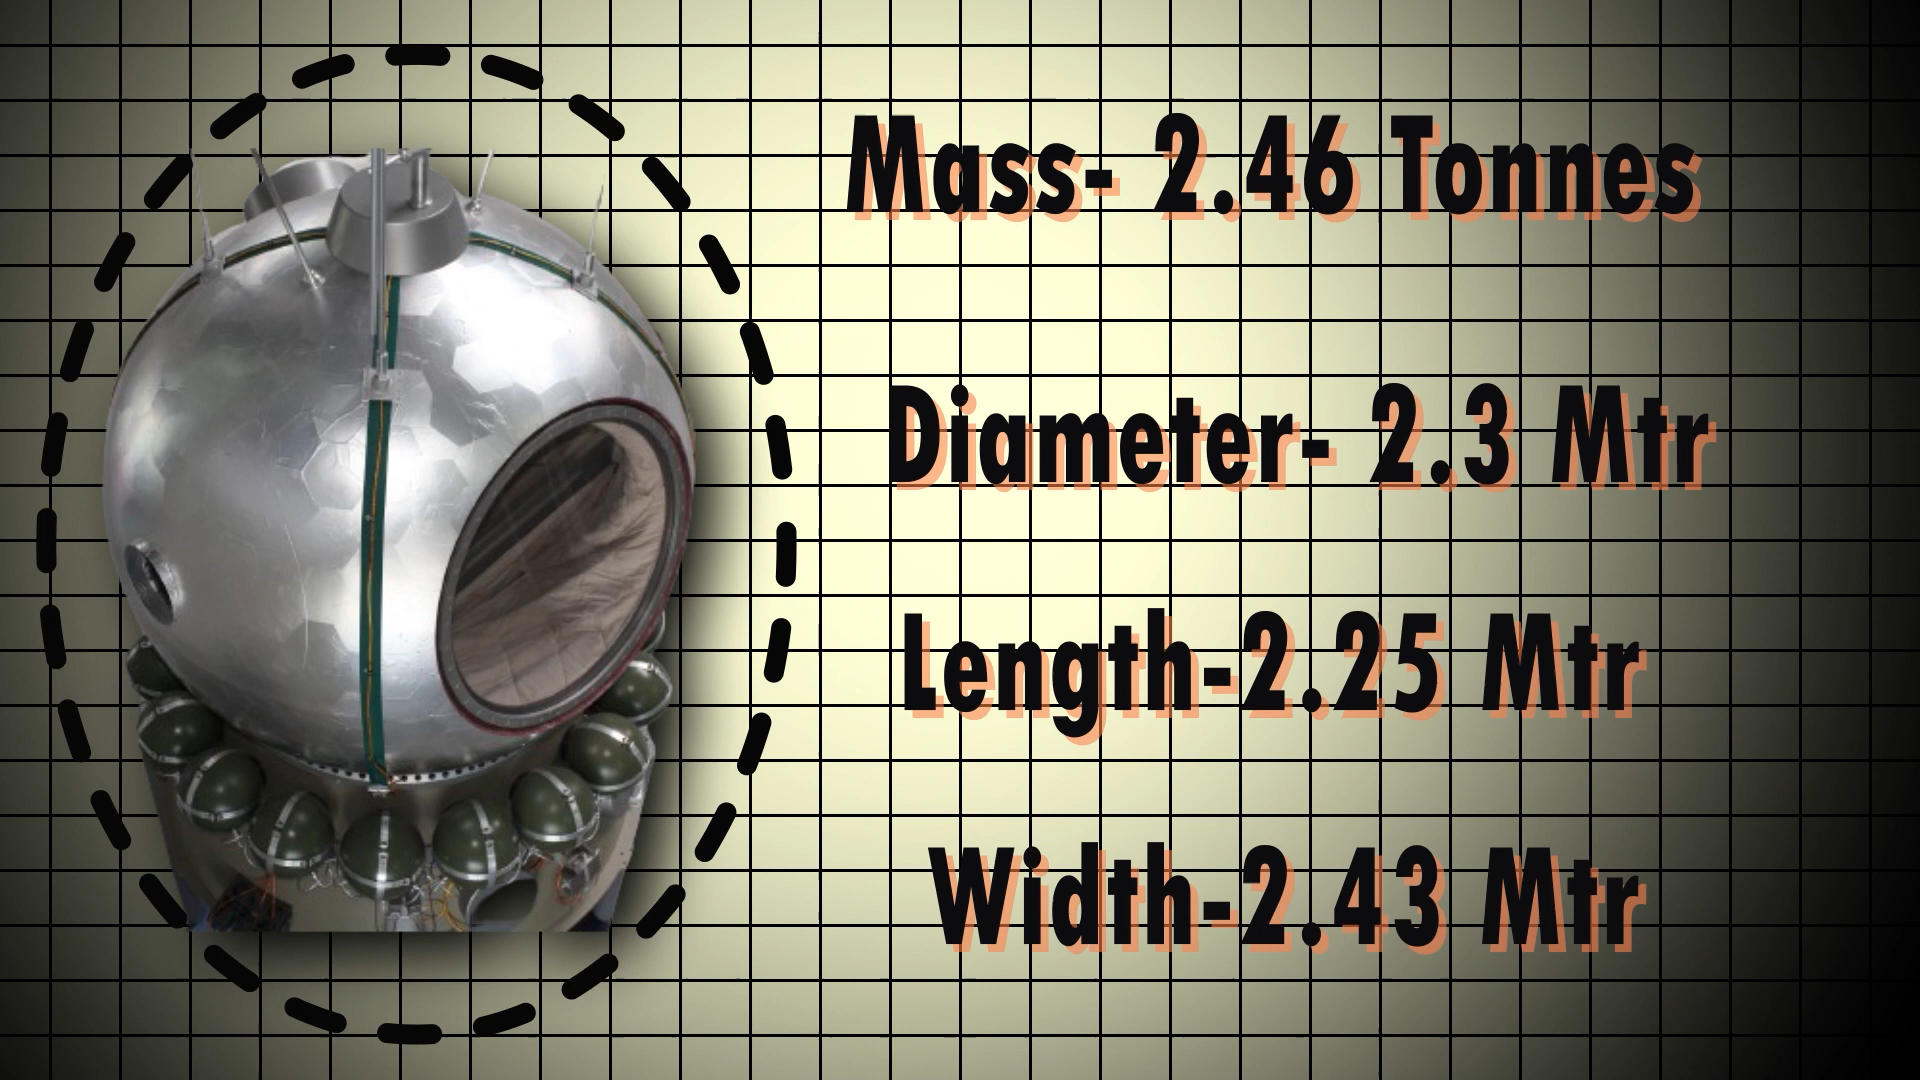 Mass- 2.46 Tonnes
Diameter- 2.3 Mtr
Length-2.25 Mtr
Width-2.43 Mtr